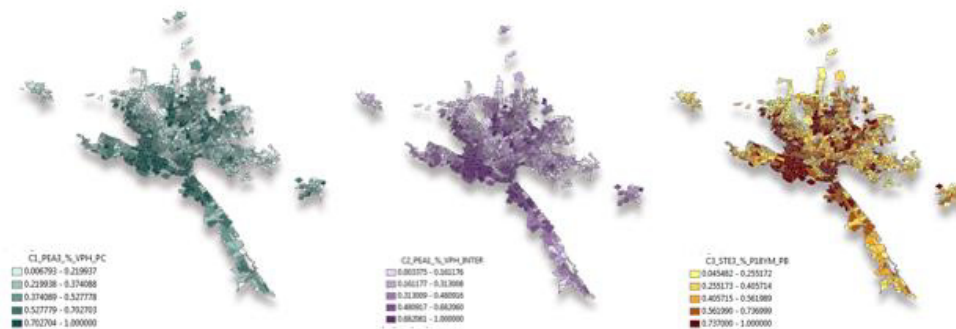 C1_PEA3_%_VPH_PC
0.006793 - 0.219937
0.219938 - 0.374088
0.374089 - 0.527778
0.527779 - 0.702703
0.702704 - 1.000000
0.003375 - 0.161176
0.161177 - 0.313008
0.313009 - 0.480916
0.480917 - 0.662060
0.662061 - 1.000000
C3_STE3_%_P18YM_PB
0.045462 - 0.255172
0.255173 - 0.405714
0.405715 - 0.561989
0.561990 - 0.736999
0.737000 - 1.000000